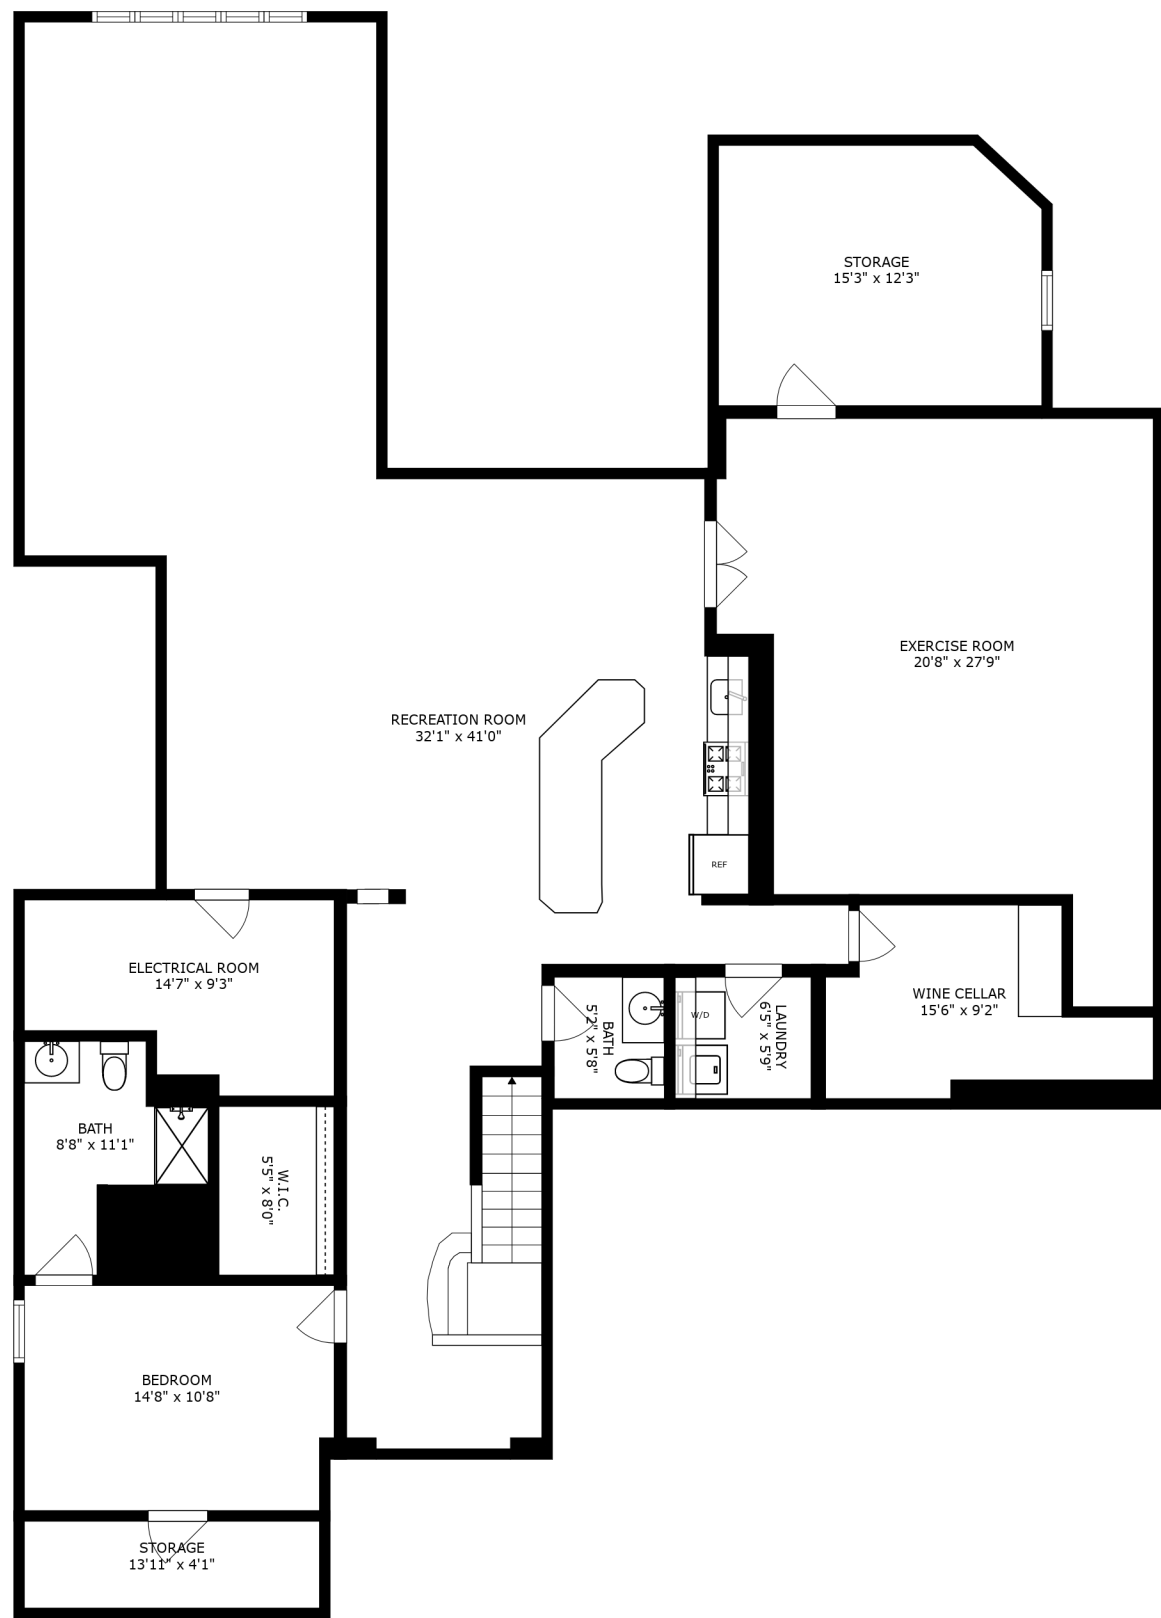 STORAGE
15'3" x 12'3"
EXERCISE ROOM
20'8" x 27'9"
RECREATION ROOM
32'1" x 41'0"
REF
ELECTRICAL ROOM
14'7" x 9'3"
WINE CELLAR
15'6" x 9'2"
BATH
5'2" x 5'8"
W/D
LAUNDRY
6'5" x 5'9"
BATH
8'8" x 11'1"
W.I.C.
5'5" x 8'0"
BEDROOM
14'8" x 10'8"
STORAGE
13'11" x 4'1"